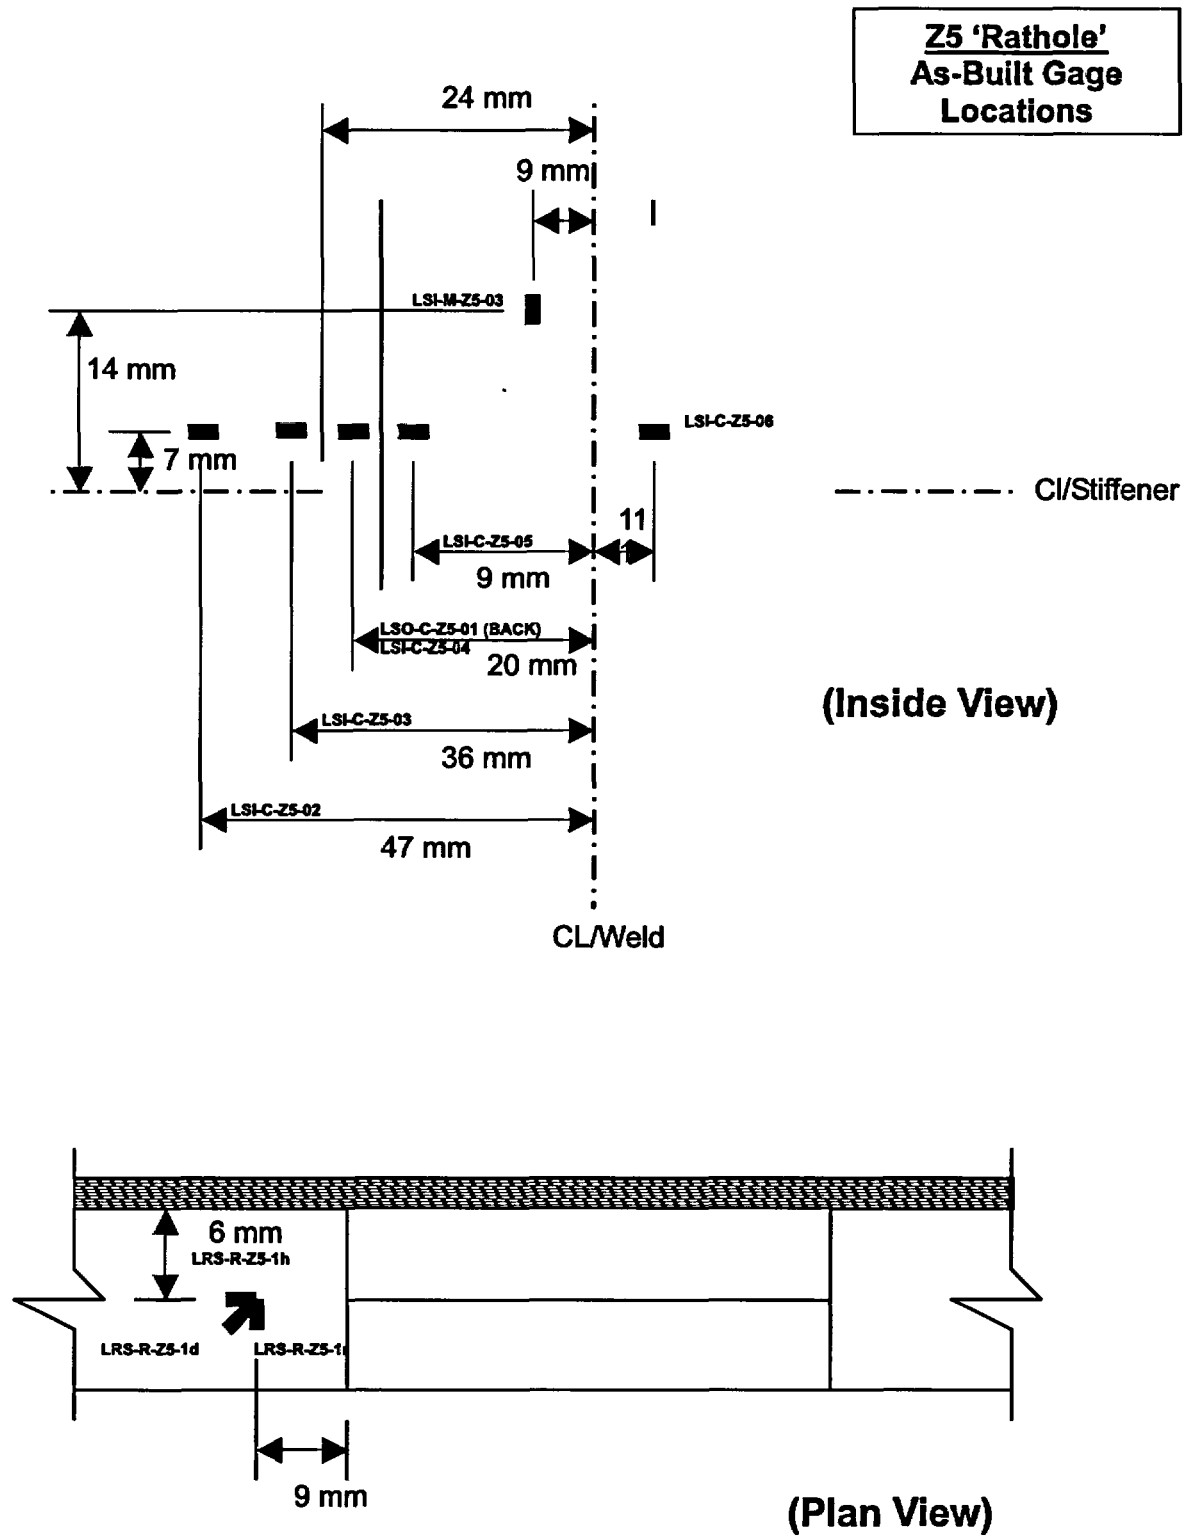 Z5 ‘Rathole’
As-Built Gage
Locations
24 mm
9 mm
LSI-M-Z5-03
14 mm
LSI-C-Z5-06
7 mm
Cl/Stiffener
11
LSI-C-Z5-05
9 mm
LSO-C-Z5-01 (BACK)
LSI-C-Z5-04
20 mm
(Inside View)
LSI-C-Z5-03
36 mm
LSI-C-Z5-02
47 mm
CL/Weld
6 mm
LRS-R-Z5-1h
LRS-R-Z5-1d
9 mm
(Plan View)